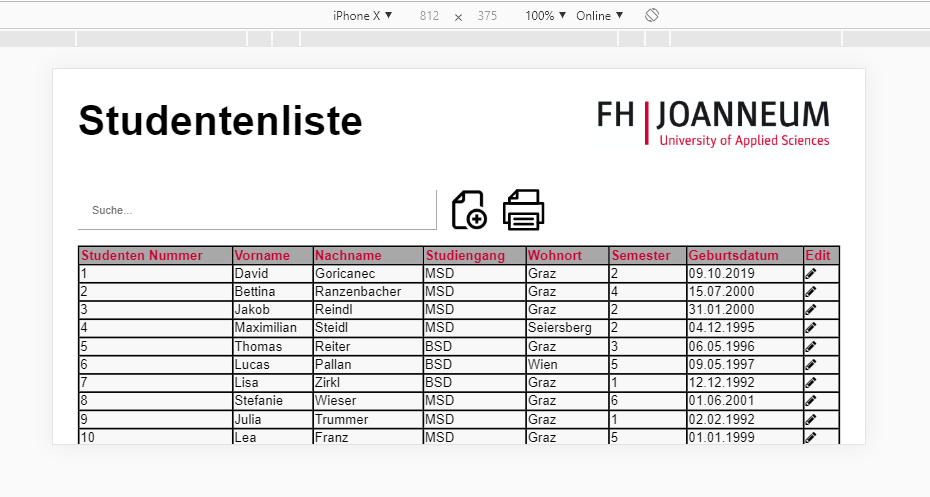 iPhone X ▼ 812 × 375 100% ▼ Online ▼
Studentenliste
FH JOANNEUM
University of Applied Sciences
Suche...
Studenten Nummer Vorname Nachname Studiengang Wohnort Semester Geburtsdatum Edit
1 David Goricanec MSD Graz 2 09.10.2019
2 Bettina Ranzenbacher MSD Graz 4 15.07.2000
3 Jakob Reindl MSD Graz 2 31.01.2000
4 Maximilian Steidl MSD Seiersberg 2 04.12.1995
5 Thomas Reiter BSD Graz 3 06.05.1996
6 Lucas Pallan BSD Wien 5 09.05.1997
7 Lisa Zirkl BSD Graz 1 12.12.1992
8 Stefanie Wieser MSD Graz 6 01.06.2001
9 Julia Trummer MSD Graz 1 02.02.1992
10 Lea Franz MSD Graz 5 01.01.1999